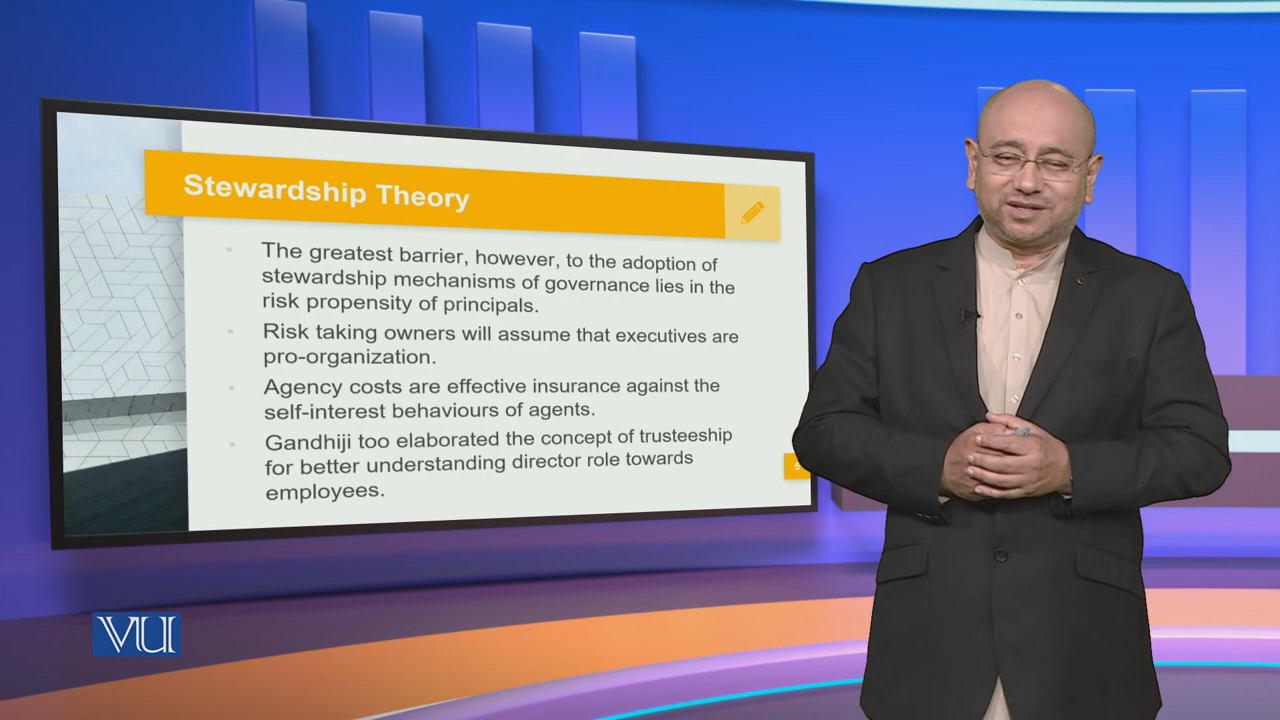 Stewardship Theory
The greatest barrier, however, to the adoption of
stewardship mechanisms of governance lies in the
risk propensity of principals.
Risk taking owners will assume that executives are
pro-organization.
Agency costs are effective insurance against the
self-interest behaviours of agents.
Gandhiji too elaborated the concept of trusteeship
for better understanding director role towards
employees.
VU